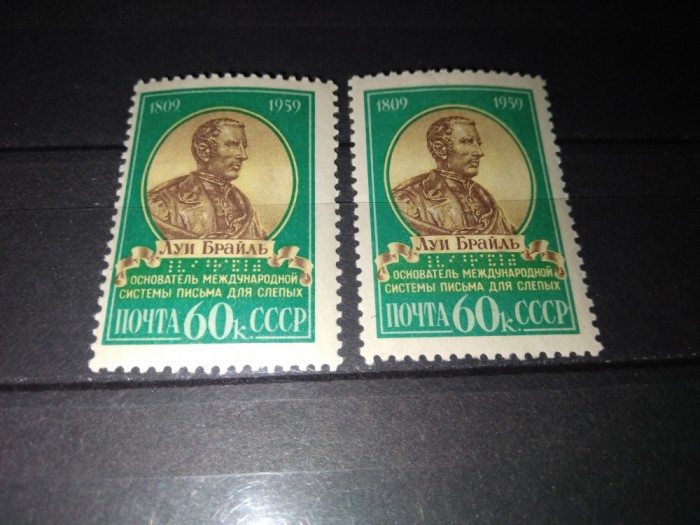 1809 1959
Луи Брайль
ОСНОВАТЕЛЬ МЕЖДУНАРОДНОЙ
СИСТЕМЫ ПИСЬМА ДЛЯ СЛЕПЫХ
ПОЧТА 60к. СССР
1809 1959
Луи Брайль
ОСНОВАТЕЛЬ МЕЖДУНАРОДНОЙ
СИСТЕМЫ ПИСЬМА ДЛЯ СЛЕПЫХ
ПОЧТА 60к. СССР